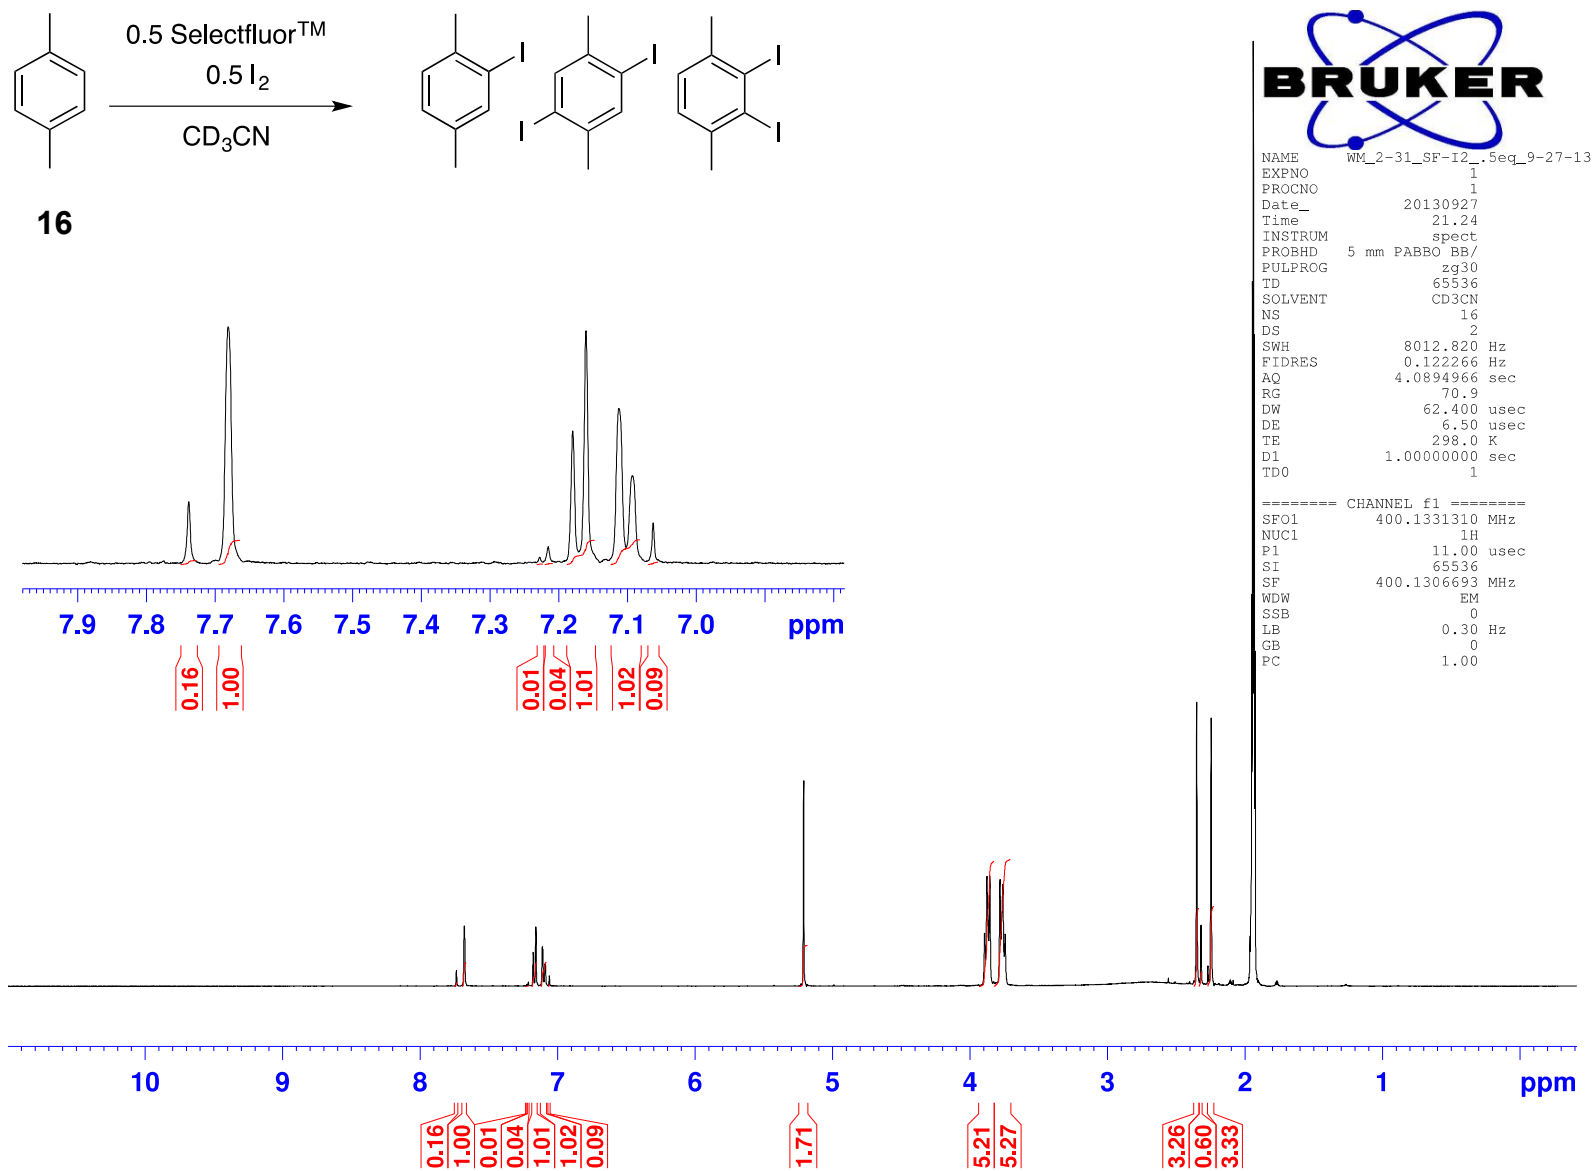 0.5 Selectfluor™
0.5 I2
CD3CN
I
I
I
I
I
16
BRUKER
NAME WM_2-31_SF-I2_.5eq_9-27-13
EXPNO 1
PROCNO 1
Date_ 20130927
Time 21.24
INSTRUM spect
PROBHD 5 mm PABBO BB/
PULPROG zg30
TD 65536
SOLVENT CD3CN
NS 16
DS 2
SWH 8012.820 Hz
FIDRES 0.122266 Hz
AQ 4.0894966 sec
RG 70.9
DW 62.400 usec
DE 6.50 usec
TE 298.0 K
D1 1.00000000 sec
TD0 1
======== CHANNEL f1 ========
SFO1 400.1331310 MHz
NUC1 1H
P1 11.00 usec
SI 65536
SF 400.1306693 MHz
WDW EM
SSB 0
LB 0.30 Hz
GB 0
PC 1.00
7.9 7.8 7.7 7.6 7.5 7.4 7.3 7.2 7.1 7.0 ppm
0.16 1.00 0.01 0.04 1.01 1.02 0.09
10 9 8 7 6 5 4 3 2 1 ppm
0.16 1.00 0.01 0.04 1.01 1.02 0.09 1.71 5.21 5.27 3.26 0.60 3.33